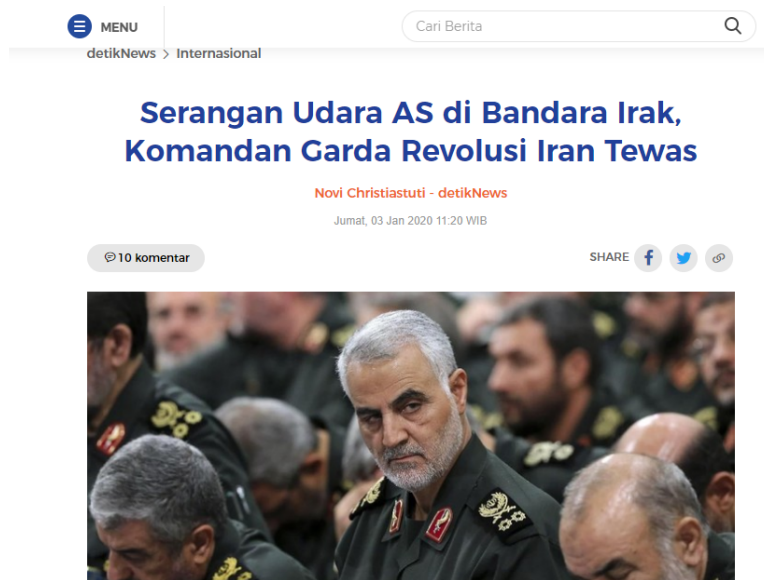 MENU
Cari Berita
detikNews > Internasional
Serangan Udara AS di Bandara Irak,
Komandan Garda Revolusi Iran Tewas
Novi Christiastuti - detikNews
Jumat, 03 Jan 2020 11:20 WIB
10 komentar
SHARE